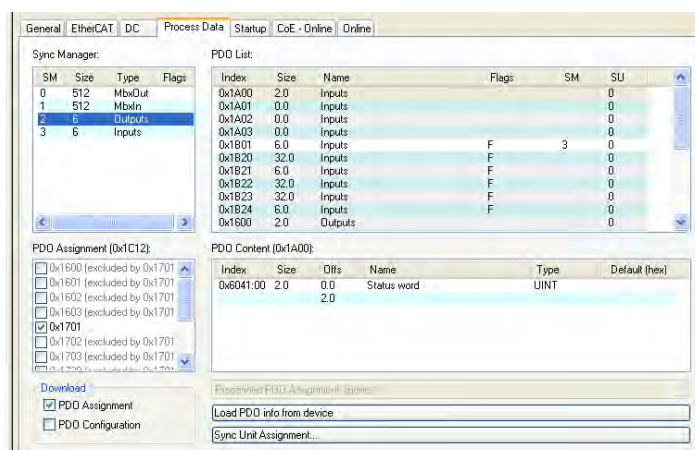 General EtherCAT DC Process Data Startup CoE - Online Online
Sync Manager: PDO List:
SM Size Type Flags
0 512 MbxOut
1 512 MbxIn
2 6 Outputs
3 6 Inputs
Index Size Name Flags SM SU
0x1A00 2.0 Inputs 0
0x1A01 0.0 Inputs 0
0x1A02 0.0 Inputs 0
0x1A03 0.0 Inputs 0
0x1B01 6.0 Inputs F 3 0
0x1B20 32.0 Inputs F 0
0x1B21 6.0 Inputs F 0
0x1B22 32.0 Inputs F 0
0x1B23 32.0 Inputs F 0
0x1B24 6.0 Inputs F 0
0x1600 2.0 Outputs 0
PDO Assignment (0x1C12):
0x1600 (excluded by 0x1701
0x1601 (excluded by 0x1701
0x1602 (excluded by 0x1701
0x1603 (excluded by 0x1701
0x1701
0x1702 (excluded by 0x1701
0x1703 (excluded by 0x1701
PDO Content (0x1A00):
Index Size Offs Name Type Default (hex)
0x6041:00 2.0 0.0 Status word UINT
2.0
Download
PDO Assignment
PDO Configuration
Predefined PDO Assignment: (none)
Load PDO info from device
Sync Unit Assignment...